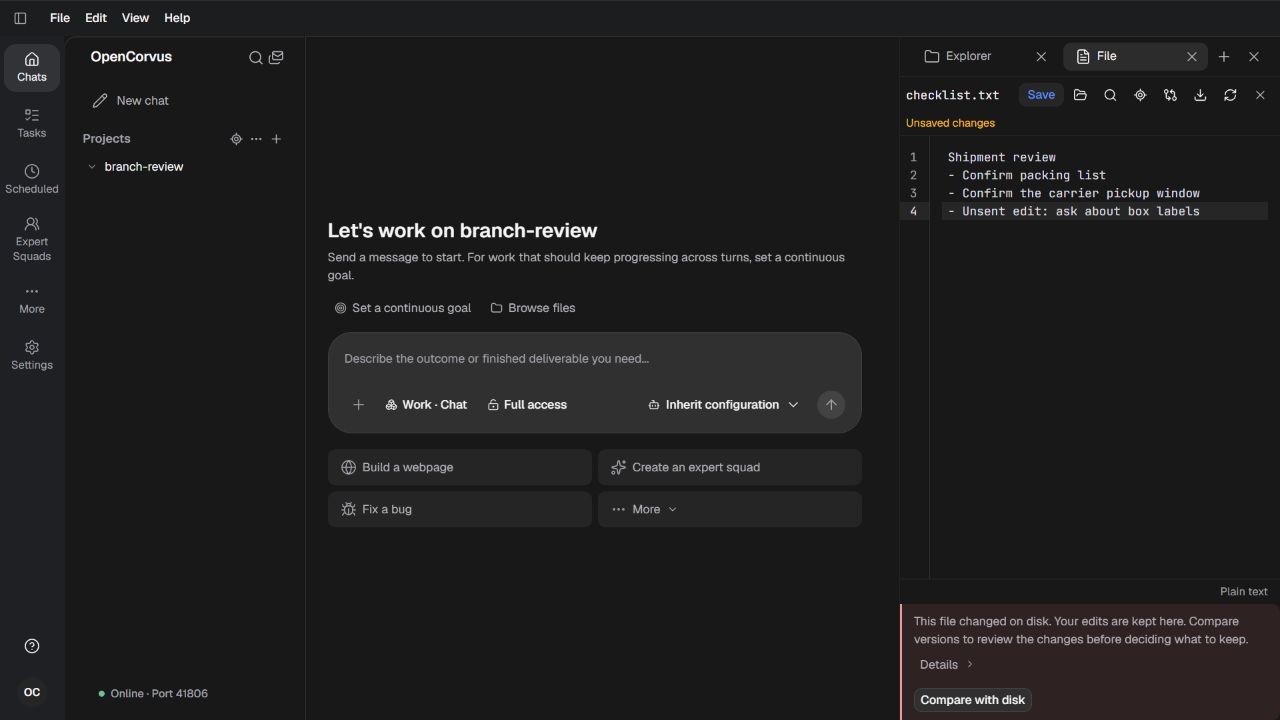 File Edit View Help
Chats
Tasks
Scheduled
Expert
Squads
More
Settings
OC
OpenCorvus
New chat
Projects
branch-review
Online · Port 41806
Let's work on branch-review
Send a message to start. For work that should keep progressing across turns, set a continuous
goal.
Set a continuous goal Browse files
Describe the outcome or finished deliverable you need...
Work · Chat Full access Inherit configuration
Build a webpage Create an expert squad
Fix a bug More
Explorer File
checklist.txt Save
Unsaved changes
1 Shipment review
2 - Confirm packing list
3 - Confirm the carrier pickup window
4 - Unsent edit: ask about box labels
Plain text
This file changed on disk. Your edits are kept here. Compare
versions to review the changes before deciding what to keep.
Details
Compare with disk